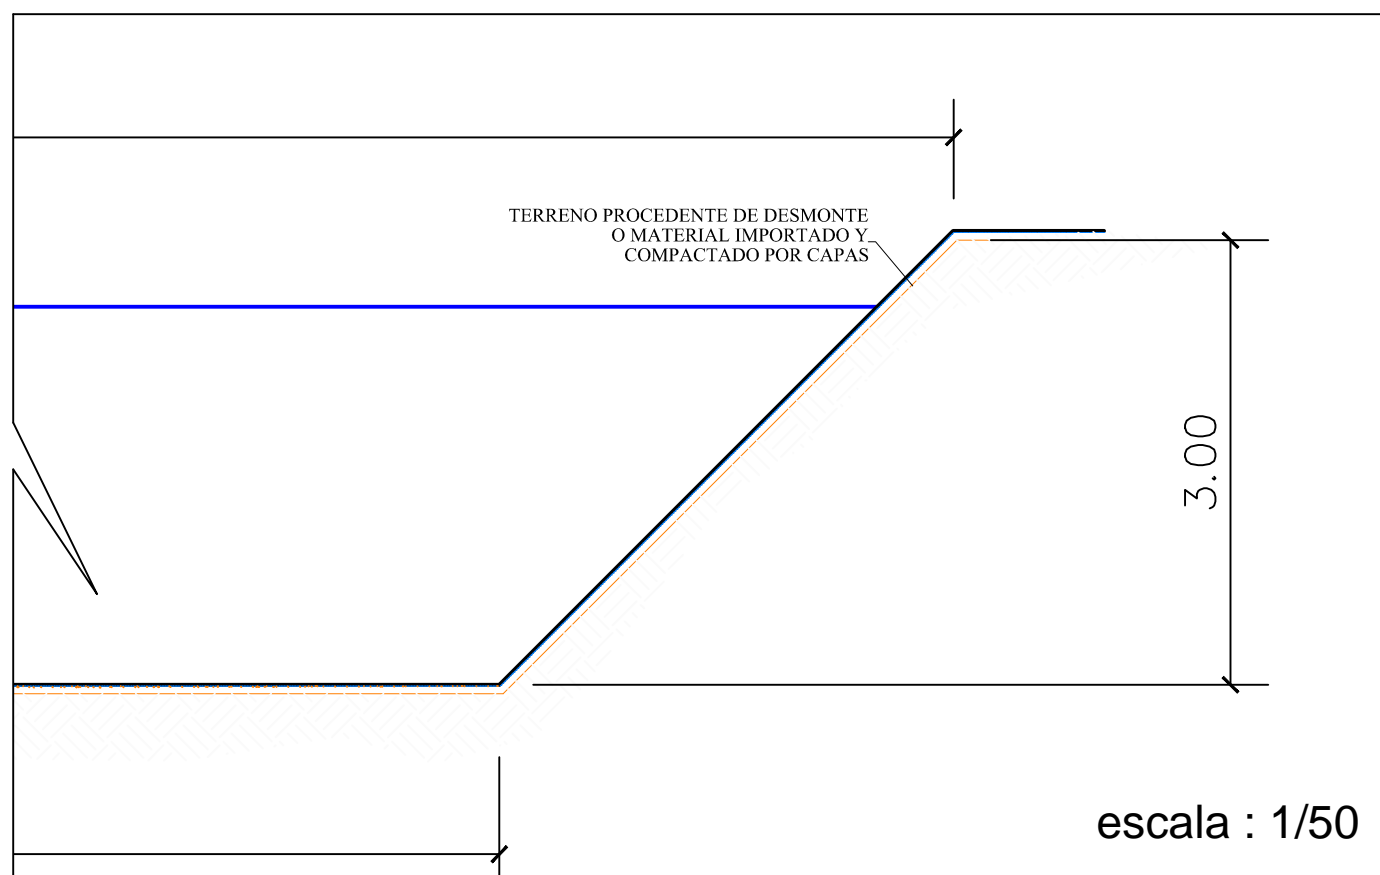 TERRENO PROCEDENTE DE DESMONTE
O MATERIAL IMPORTADO Y
COMPACTADO POR CAPAS
3.00
escala : 1/50